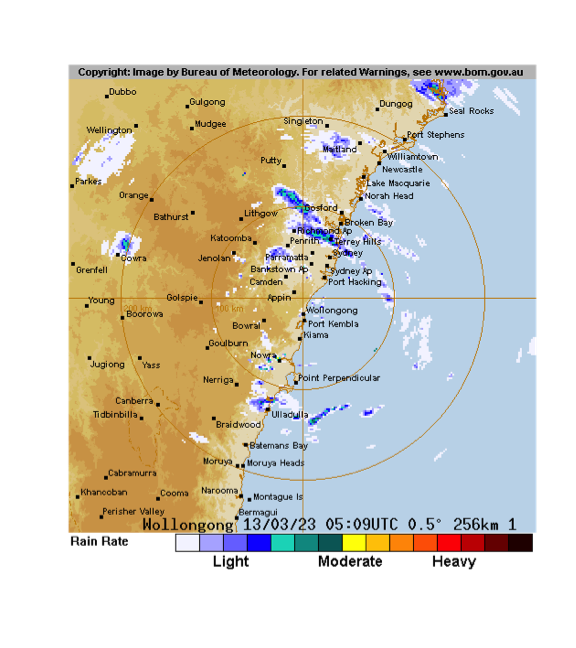 Copyright: Image by Bureau of Meteorology. For related Warnings, see www.bom.gov.au
Dubbo
Gulgong
Dungog
Seal Rocks
Wellington
Mudgee
Singleton
Port Stephens
Maitland
Williamtown
Putty
Newcastle
Parkes
Lake Macquarie
Orange
Norah Head
Bathurst
Lithgow
Gosford
Broken Bay
Richmond Ap
Katoomba
Penrith
Terrey Hills
Cowra
Jenolan
Parramatta
Sydney
Grenfell
Bankstown Ap
Sydney Ap
Camden
Port Hacking
Young
Golspie
Appin
200 km
100 km
Boorowa
Wollongong
Bowral
Port Kembla
Kiama
Goulburn
Jugiong
Yass
Nowra
Nerriga
Point Perpendicular
Canberra
Tidbinbilla
Ulladulla
Braidwood
Batemans Bay
Moruya
Moruya Heads
Cabramurra
Khancoban
Cooma
Narooma
Montague Is
Perisher Valley
Bermagui
Wollongong 13/03/23 05:09UTC 0.5° 256km 1
Rain Rate
Light
Moderate
Heavy